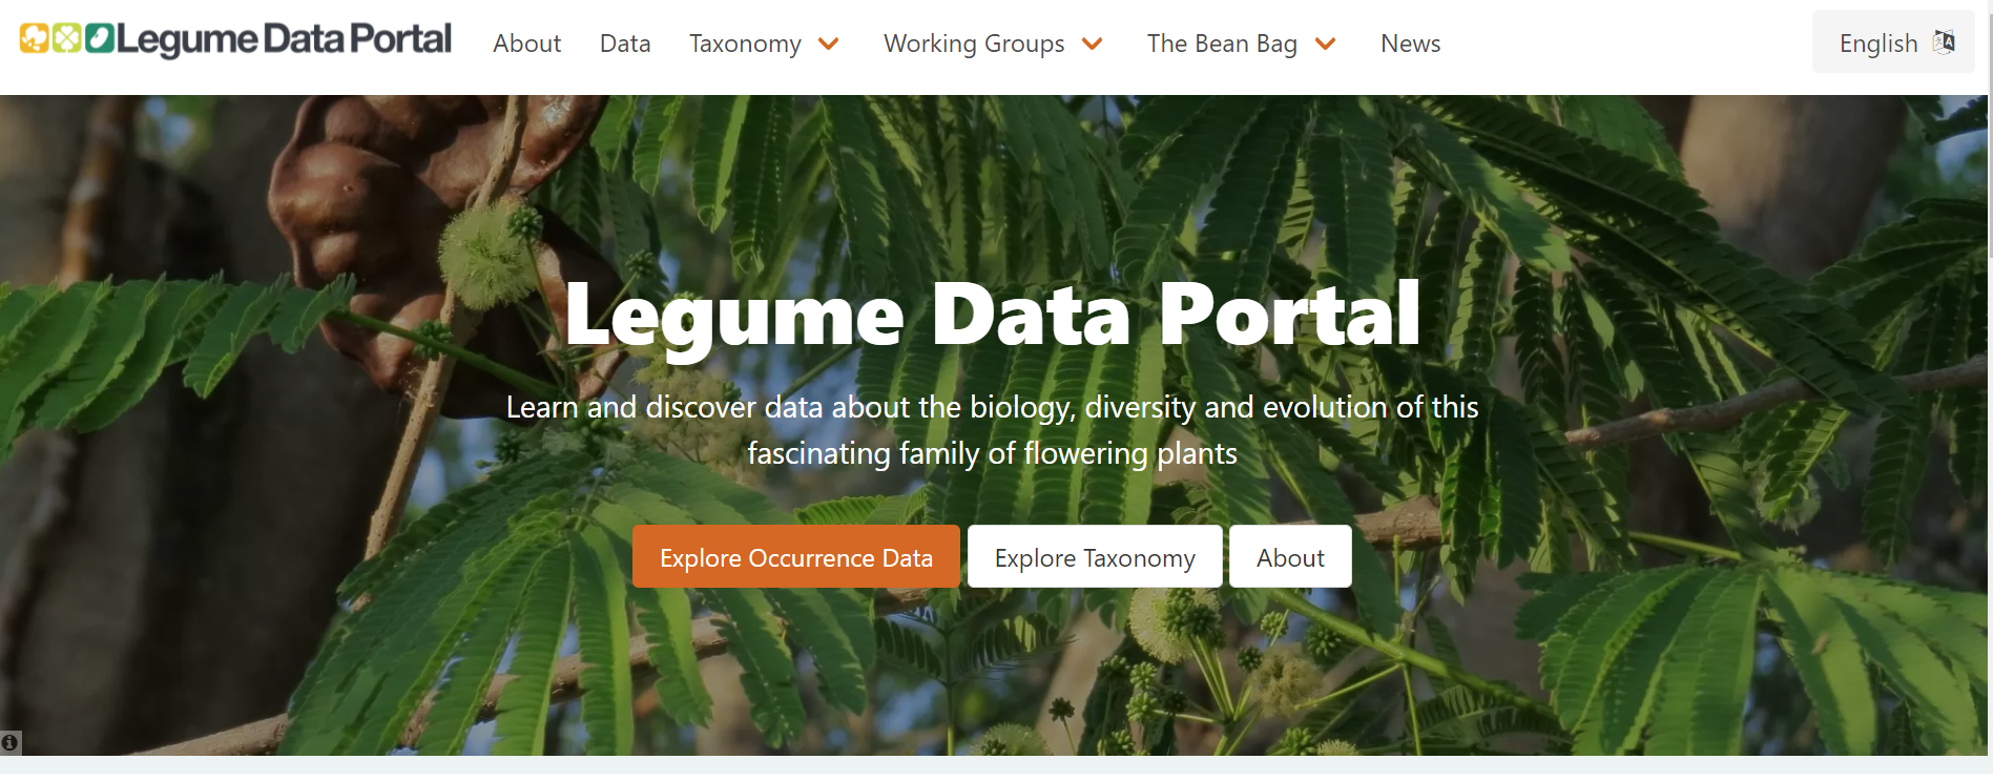 Legume Data Portal About Data Taxonomy Working Groups The Bean Bag News English
Legume Data Portal
Learn and discover data about the biology, diversity and evolution of this
fascinating family of flowering plants
Explore Occurrence Data Explore Taxonomy About